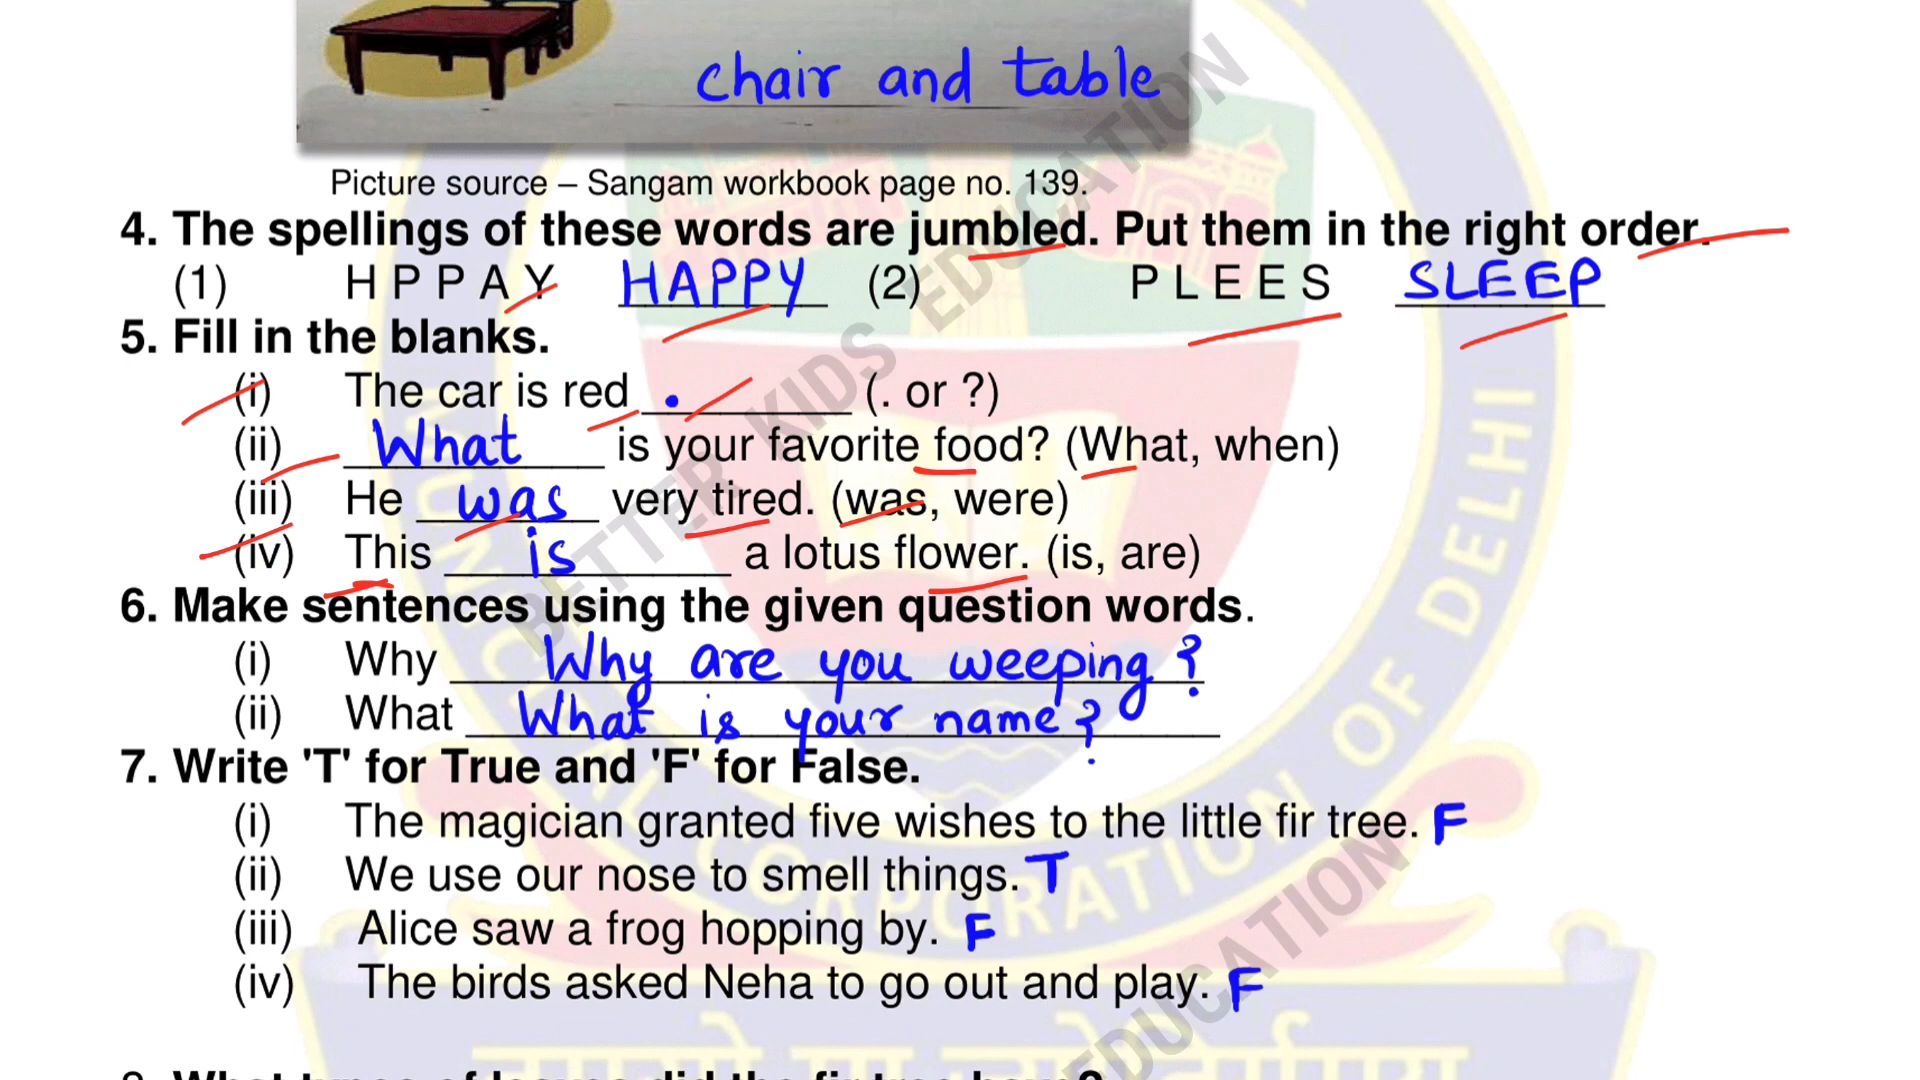 chair and table
Picture source – Sangam workbook page no. 139.
4. The spellings of these words are jumbled. Put them in the right order.
(1) H P P A Y HAPPY (2) P L E E S SLEEP
5. Fill in the blanks.
(i) The car is red . (. or ?)
(ii) What is your favorite food? (What, when)
(iii) He was very tired. (was, were)
(iv) This is a lotus flower. (is, are)
6. Make sentences using the given question words.
(i) Why Why are you weeping?
(ii) What What is your name?
7. Write 'T' for True and 'F' for False.
(i) The magician granted five wishes to the little fir tree. F
(ii) We use our nose to smell things. T
(iii) Alice saw a frog hopping by. F
(iv) The birds asked Neha to go out and play. F
BETTER KIDS EDUCATION
EDUCATION
CORPORATION OF DELHI